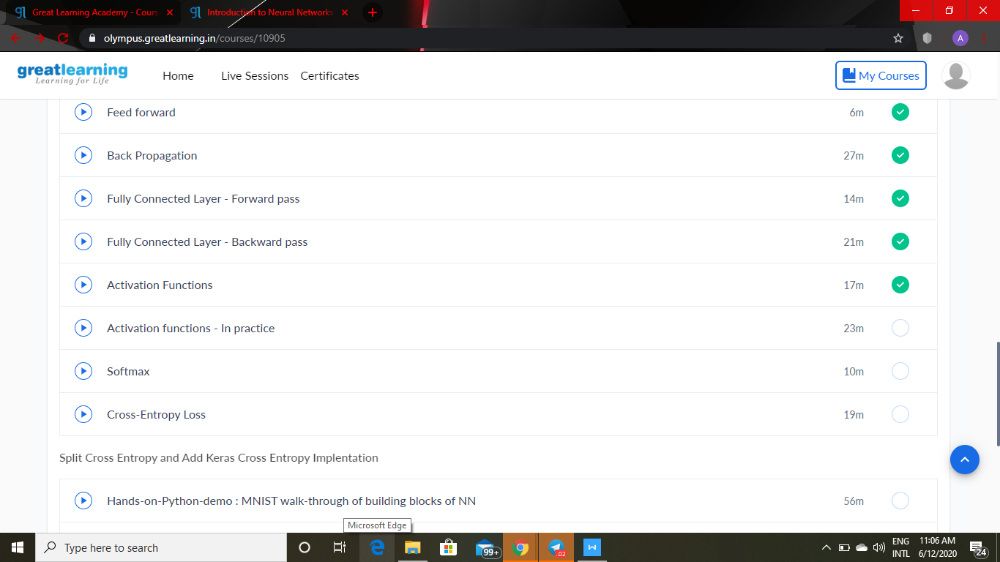 Great Learning Academy - Cours
Introduction to Neural Networks
olympus.greatlearning.in/courses/10905
A
greatlearning
Learning for Life
Home
Live Sessions
Certificates
My Courses
Feed forward 6m
Back Propagation 27m
Fully Connected Layer - Forward pass 14m
Fully Connected Layer - Backward pass 21m
Activation Functions 17m
Activation functions - In practice 23m
Softmax 10m
Cross-Entropy Loss 19m
Split Cross Entropy and Add Keras Cross Entropy Implentation
Hands-on-Python-demo : MNIST walk-through of building blocks of NN 56m
Microsoft Edge
Type here to search
99+
..02
W
ENG
INTL
11:06 AM
6/12/2020
24